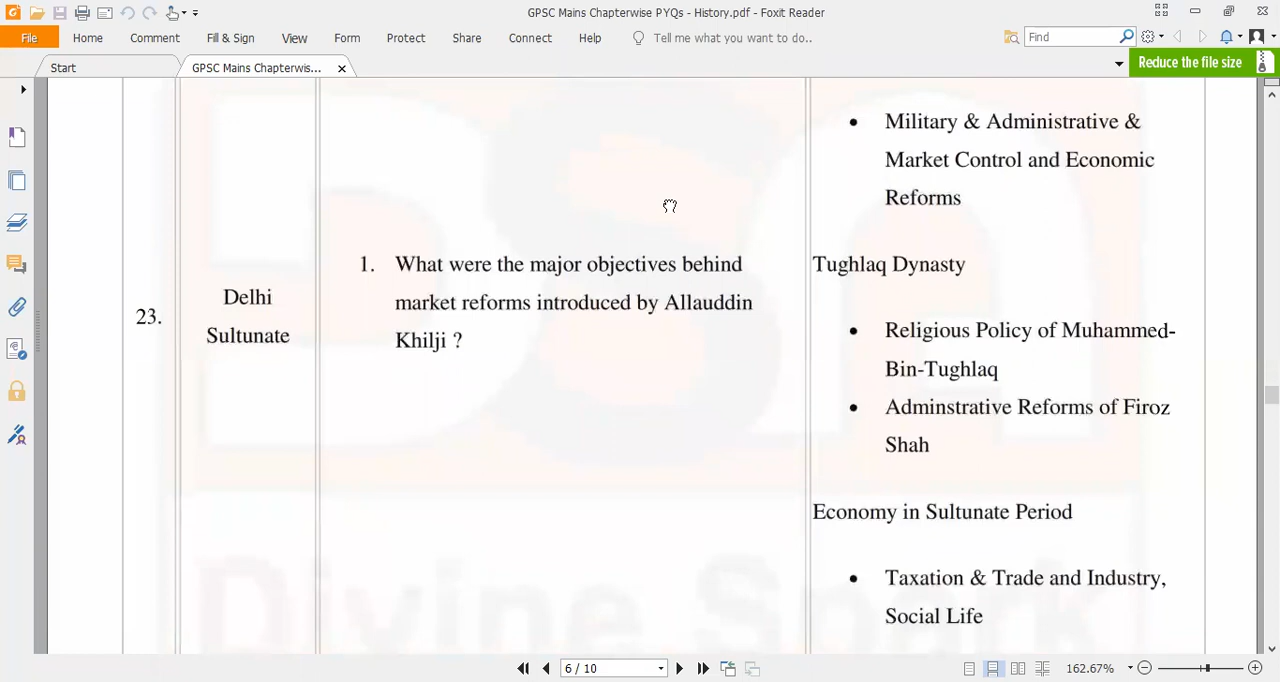 GPSC Mains Chapterwise PYQs - History.pdf - Foxit Reader
File Home Comment Fill & Sign View Form Protect Share Connect Help Tell me what you want to do.. Find
Start GPSC Mains Chapterwis... Reduce the file size
Military & Administrative &
Market Control and Economic
Reforms
23.
Delhi
Sultunate
1. What were the major objectives behind
market reforms introduced by Allauddin
Khilji ?
Tughlaq Dynasty
Religious Policy of Muhammed-
Bin-Tughlaq
Adminstrative Reforms of Firoz
Shah
Economy in Sultunate Period
Taxation & Trade and Industry,
Social Life
Divine Spark
6 / 10 162.67%